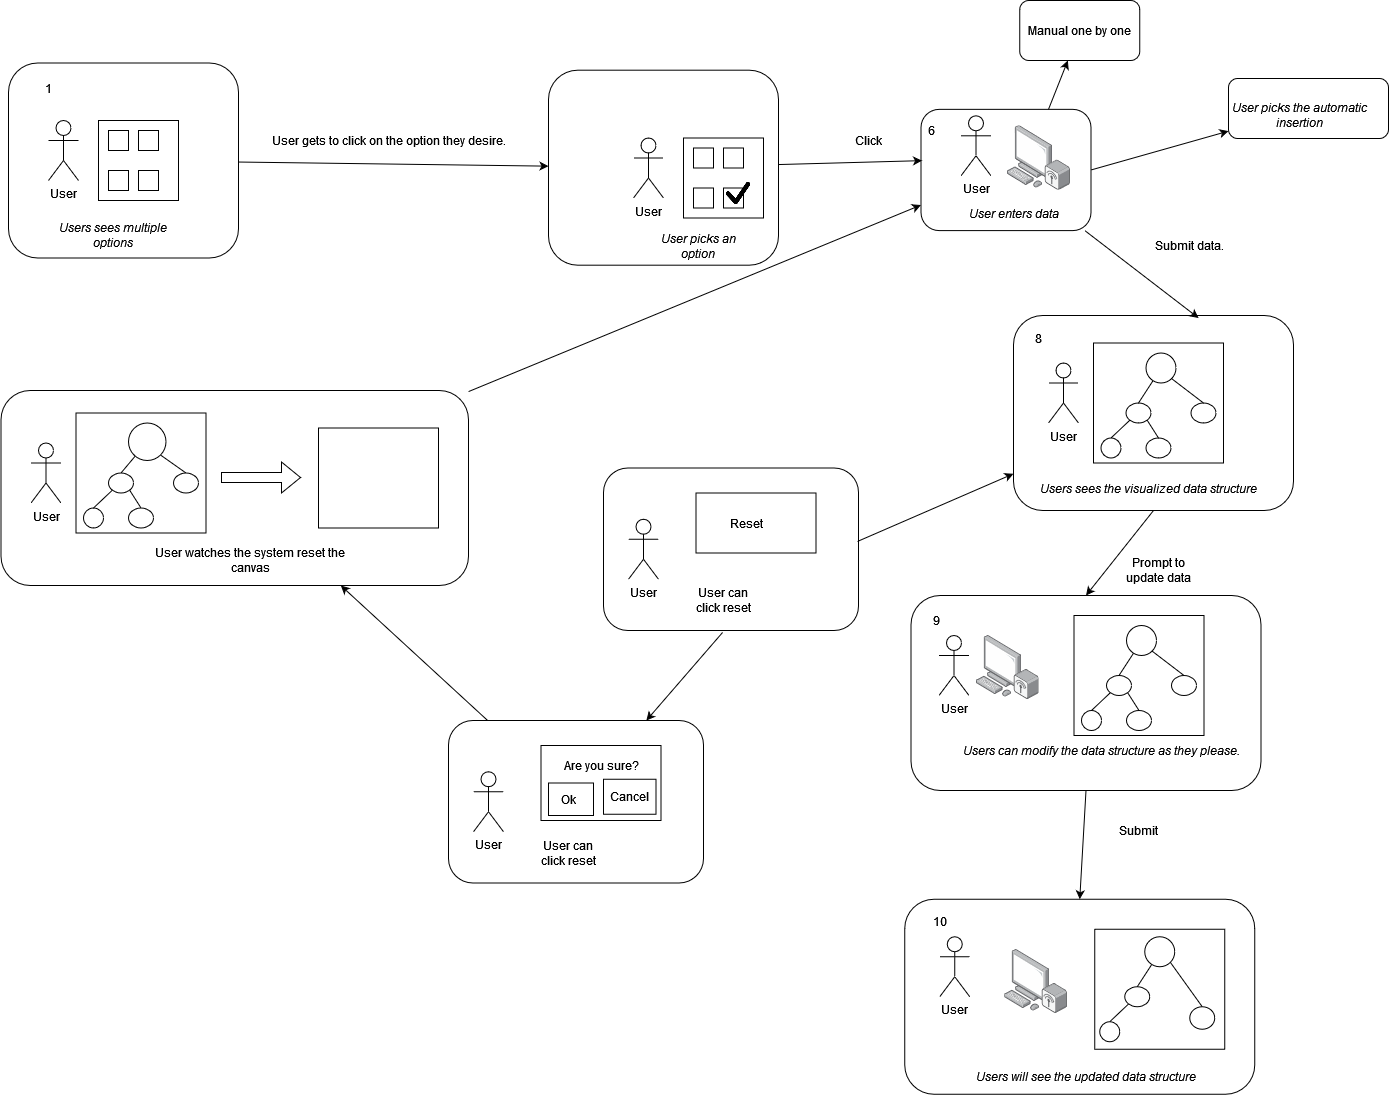 1
User
Users sees multiple
options
User gets to click on the option they desire.
User
User picks an
option
Click
6
User
User enters data
Manual one by one
User picks the automatic
insertion
Submit data.
8
User
Users sees the visualized data structure
User
User watches the system reset the
canvas
Reset
User
User can
click reset
Prompt to
update data
9
User
Users can modify the data structure as they please.
Are you sure?
Ok
Cancel
User
User can
click reset
Submit
10
User
Users will see the updated data structure